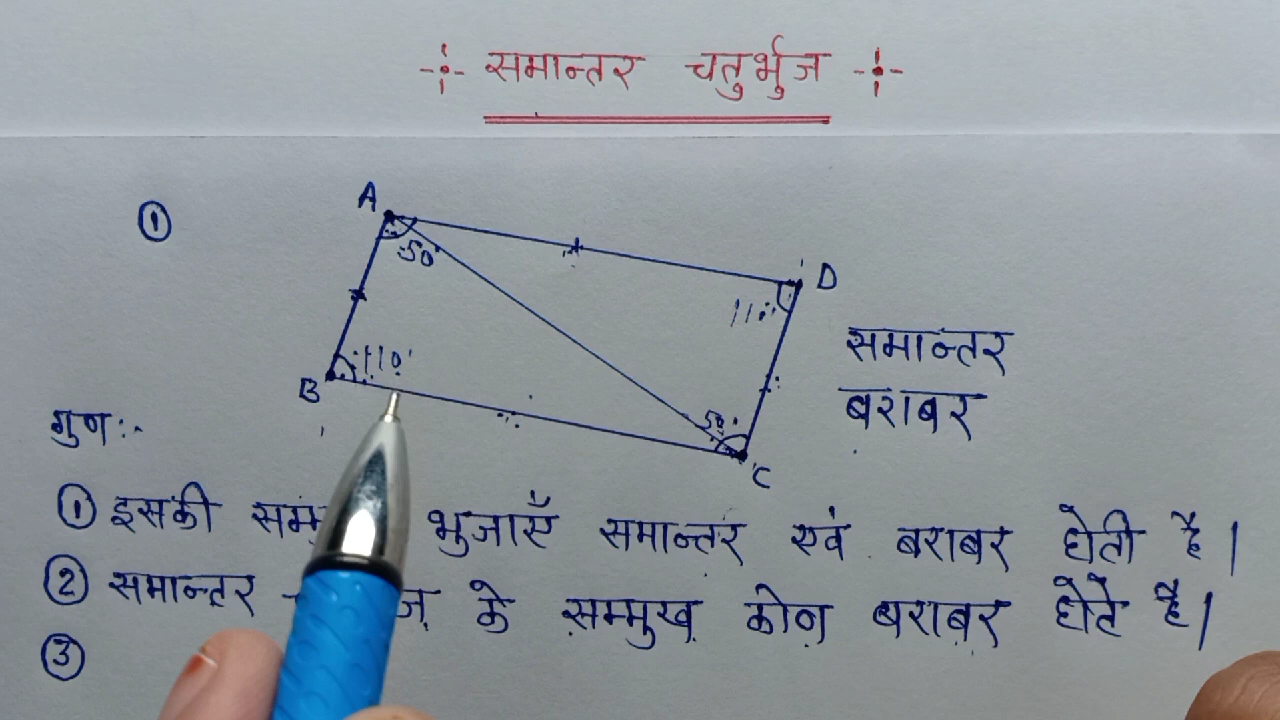 समान्तर चतुर्भुज
①
A
50°
D
110°
B
110°
समान्तर
बराबर
50°
C
गुण:-
① इसकी भुजाएँ समान्तर एवं बराबर होती है।
② समान्तर के सम्मुख कोण बराबर होते है।
③